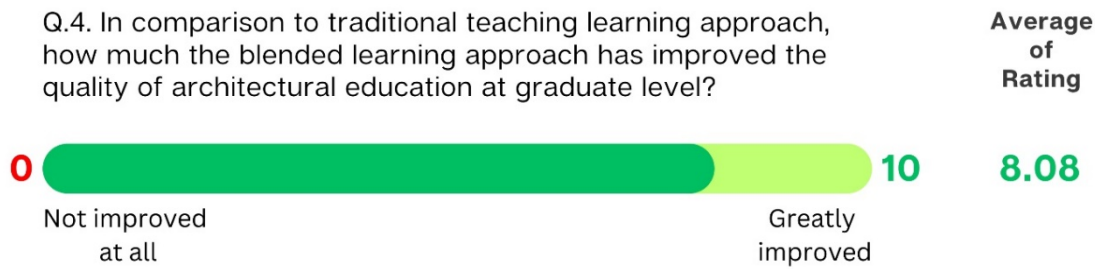 Q.4. In comparison to traditional teaching learning approach,
how much the blended learning approach has improved the
quality of architectural education at graduate level?
Average
of
Rating
0
10
8.08
Not improved
at all
Greatly
improved